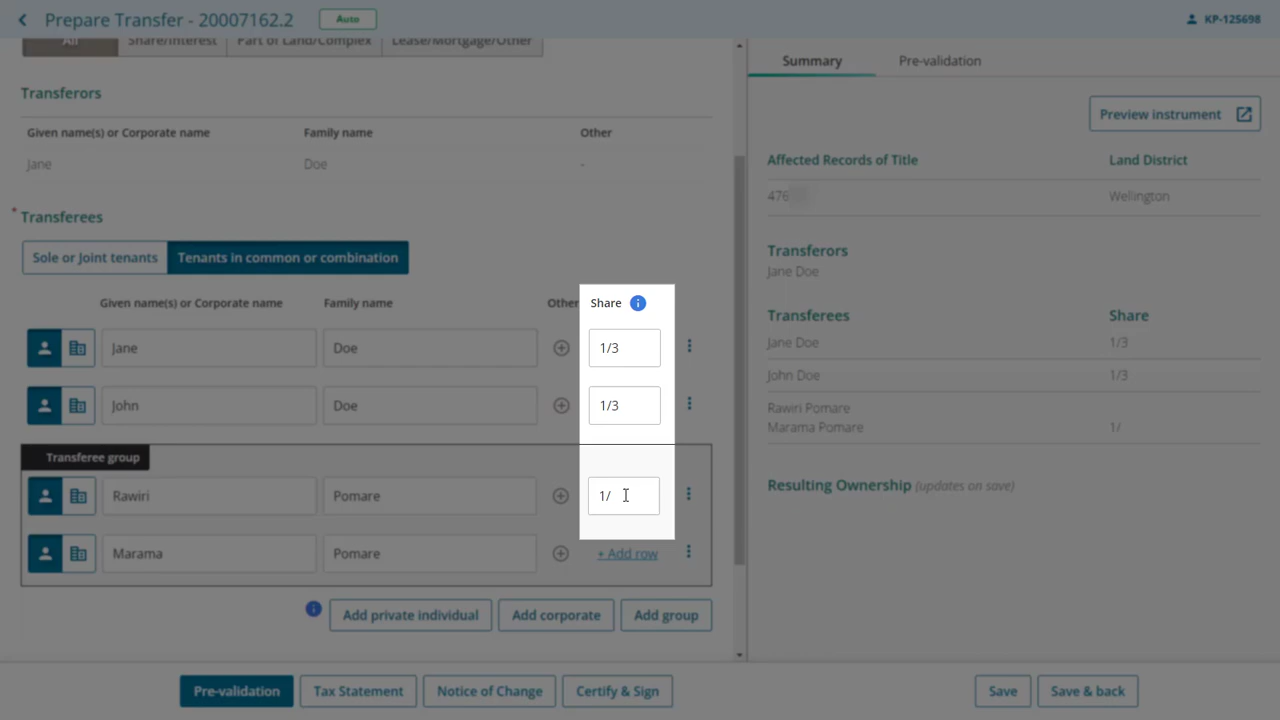 Prepare Transfer - 20007162.2 Auto KP-125698
All Share/Interest Part of Land/Complex Lease/Mortgage/Other
Transferors
Given name(s) or Corporate name Family name Other
Jane Doe -
* Transferees
Sole or Joint tenants Tenants in common or combination
Given name(s) or Corporate name Family name Other Share
Jane Doe 1/3
John Doe 1/3
Transferee group
Rawiri Pomare 1/
Marama Pomare + Add row
Add private individual Add corporate Add group
Summary Pre-validation
Preview instrument
Affected Records of Title Land District
476 Wellington
Transferors
Jane Doe
Transferees Share
Jane Doe 1/3
John Doe 1/3
Rawiri Pomare
Marama Pomare 1/
Resulting Ownership (updates on save)
Pre-validation Tax Statement Notice of Change Certify & Sign Save Save & back